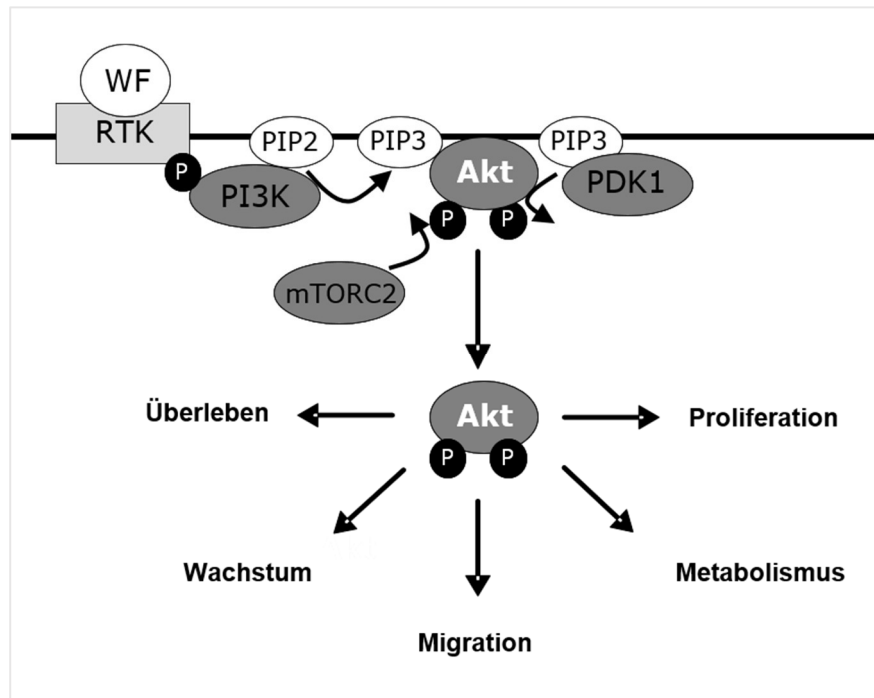 WF
RTK
P
PI3K
PIP2
PIP3
Akt
P
P
PIP3
PDK1
mTORC2
Akt
P
P
Überleben
Proliferation
Wachstum
Metabolismus
Migration